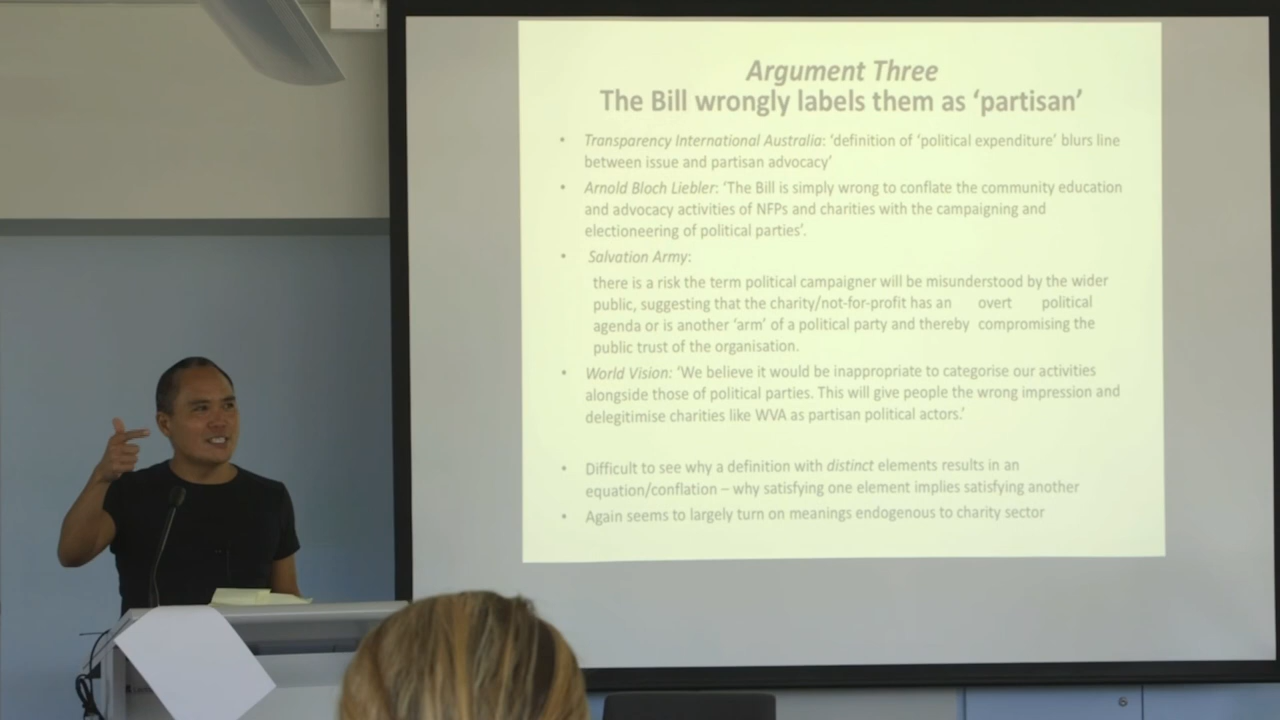 Argument Three
The Bill wrongly labels them as ‘partisan’
• Transparency International Australia: ‘definition of ‘political expenditure’ blurs line
between issue and partisan advocacy’
• Arnold Bloch Liebler: ‘The Bill is simply wrong to conflate the community education
and advocacy activities of NFPs and charities with the campaigning and
electioneering of political parties’.
• Salvation Army:
there is a risk the term political campaigner will be misunderstood by the wider
public, suggesting that the charity/not-for-profit has an overt political
agenda or is another ‘arm’ of a political party and thereby compromising the
public trust of the organisation.
• World Vision: ‘We believe it would be inappropriate to categorise our activities
alongside those of political parties. This will give people the wrong impression and
delegitimise charities like WVA as partisan political actors.’
• Difficult to see why a definition with distinct elements results in an
equation/conflation – why satisfying one element implies satisfying another
• Again seems to largely turn on meanings endogenous to charity sector